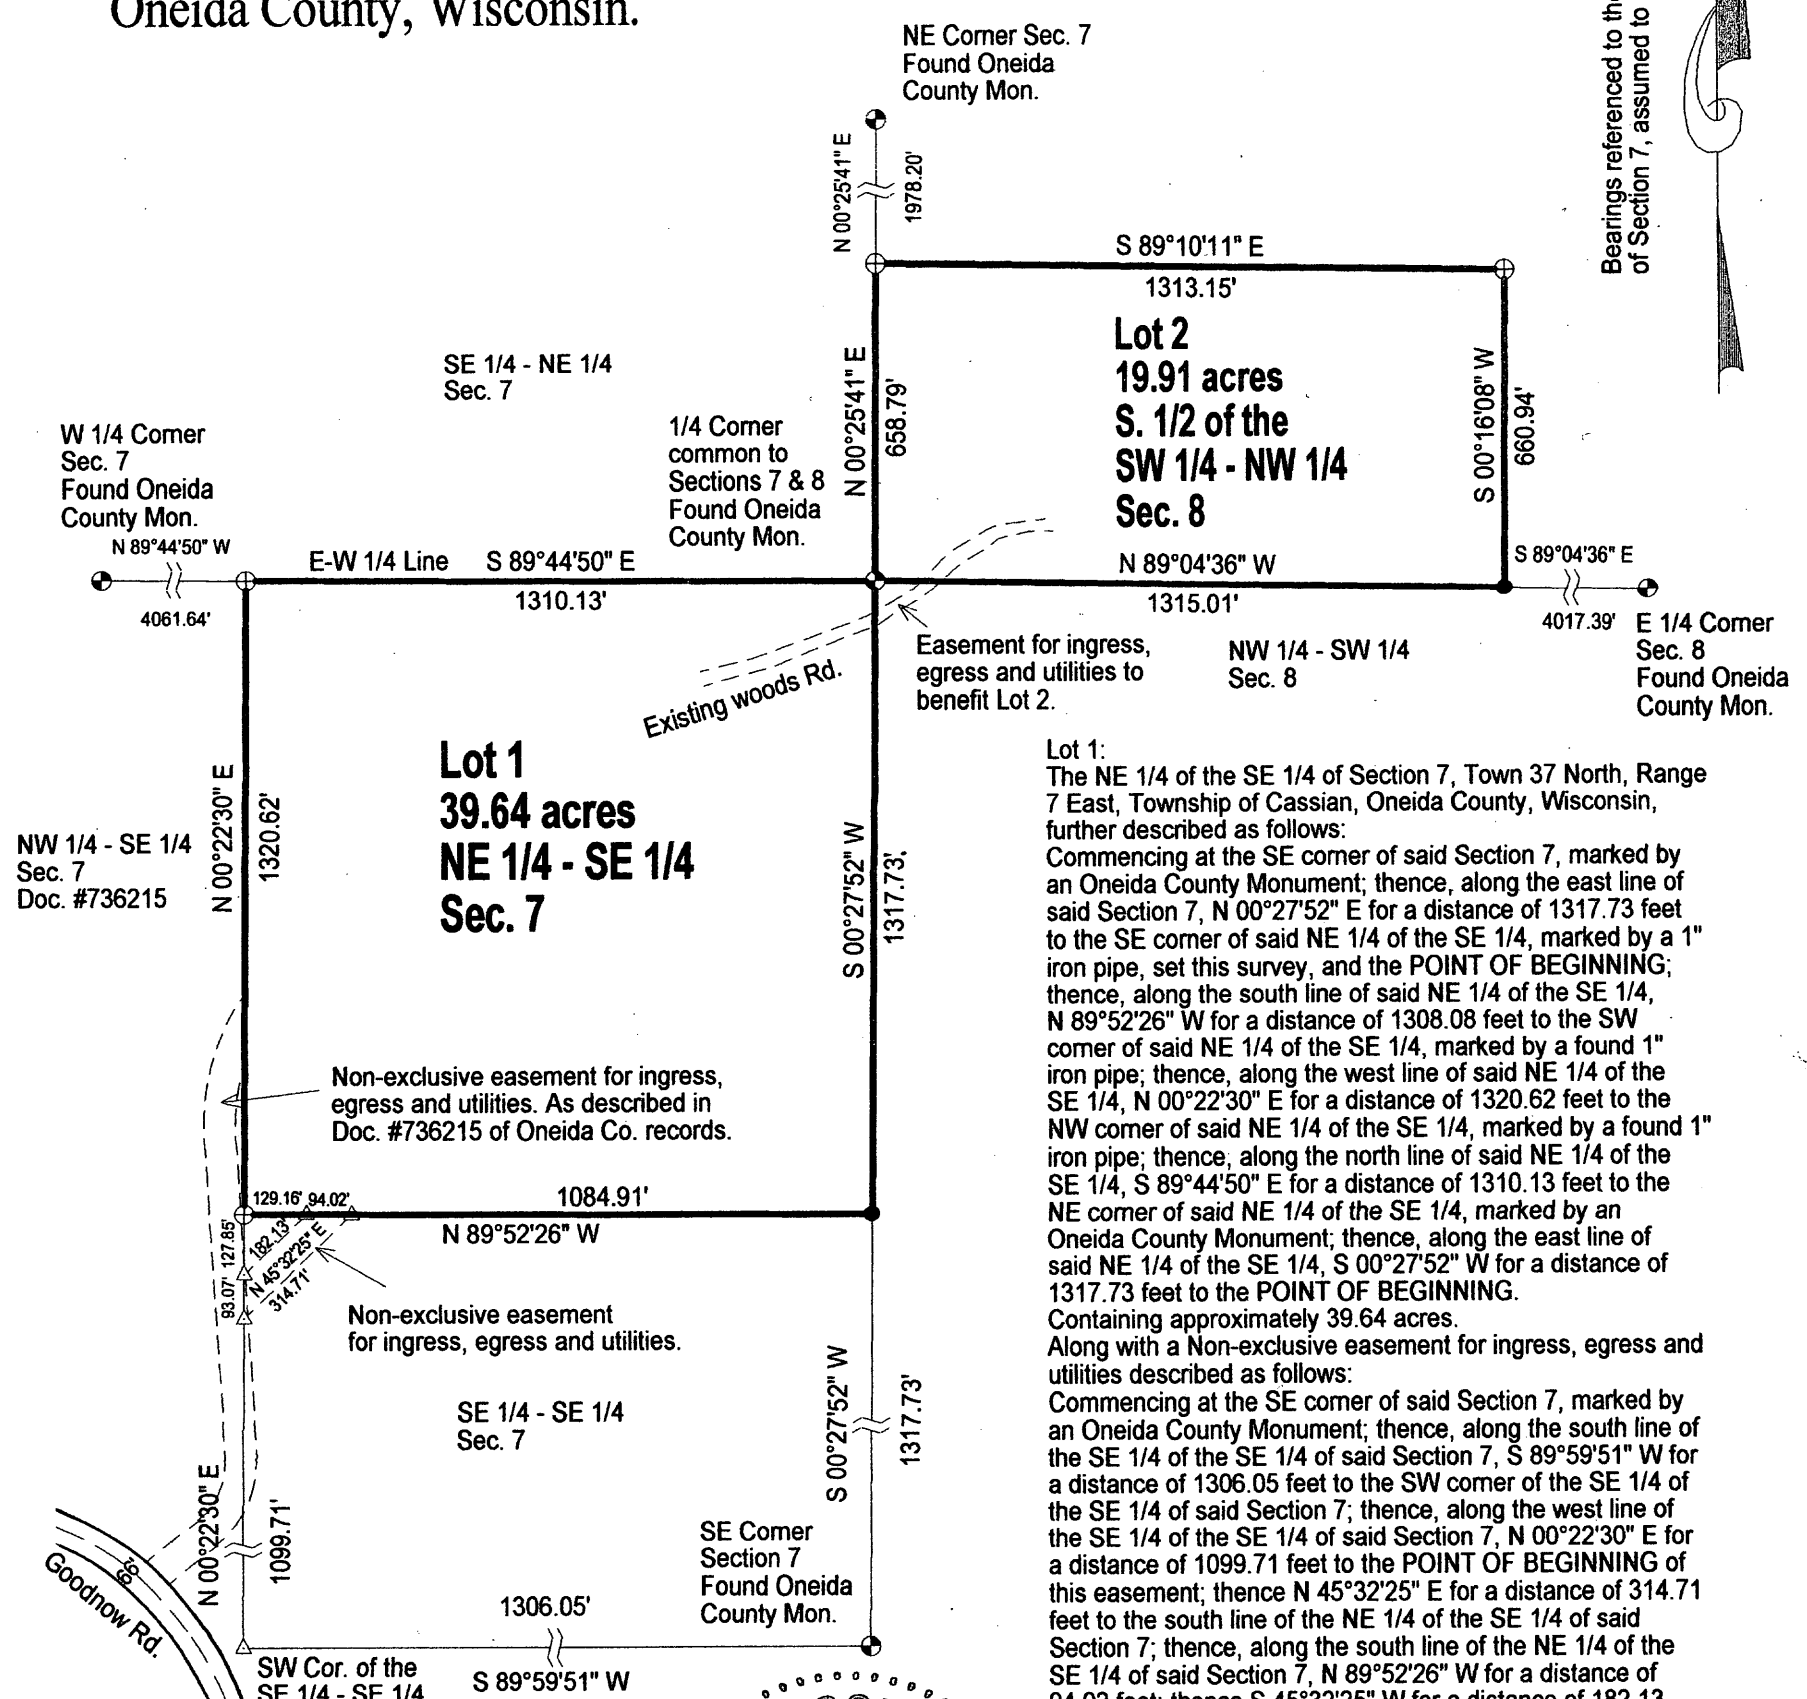 Oneida County, Wisconsin.
NE Corner Sec. 7
Found Oneida
County Mon.
Bearings referenced to the
of Section 7, assumed to
N 00°25'41" E
1978.20'
S 89°10'11" E
1313.15'
Lot 2
19.91 acres
S. 1/2 of the
SW 1/4 - NW 1/4
Sec. 8
N 00°25'41" E
658.79'
S 00°16'08" W
660.94'
SE 1/4 - NE 1/4
Sec. 7
W 1/4 Corner
Sec. 7
Found Oneida
County Mon.
N 89°44'50" W
4061.64'
1/4 Corner
common to
Sections 7 & 8
Found Oneida
County Mon.
E-W 1/4 Line S 89°44'50" E
1310.13'
N 89°04'36" W
1315.01'
S 89°04'36" E
4017.39'
E 1/4 Corner
Sec. 8
Found Oneida
County Mon.
Easement for ingress,
egress and utilities to
benefit Lot 2.
NW 1/4 - SW 1/4
Sec. 8
Existing woods Rd.
Lot 1
39.64 acres
NE 1/4 - SE 1/4
Sec. 7
N 00°22'30" E
1320.62'
NW 1/4 - SE 1/4
Sec. 7
Doc. #736215
S 00°27'52" W
1317.73'
Non-exclusive easement for ingress,
egress and utilities. As described in
Doc. #736215 of Oneida Co. records.
129.16' 94.02'
1084.91'
N 89°52'26" W
127.85'
93.07'
182.13'
N 45°32'25" E
314.71'
Non-exclusive easement
for ingress, egress and utilities.
SE 1/4 - SE 1/4
Sec. 7
S 00°27'52" W
1317.73'
N 00°22'30" E
1099.71'
66'
Goodnow Rd.
SE Corner
Section 7
Found Oneida
County Mon.
1306.05'
S 89°59'51" W
SW Cor. of the
SE 1/4 - SE 1/4
Lot 1:
The NE 1/4 of the SE 1/4 of Section 7, Town 37 North, Range
7 East, Township of Cassian, Oneida County, Wisconsin,
further described as follows:
Commencing at the SE corner of said Section 7, marked by
an Oneida County Monument; thence, along the east line of
said Section 7, N 00°27'52" E for a distance of 1317.73 feet
to the SE corner of said NE 1/4 of the SE 1/4, marked by a 1"
iron pipe, set this survey, and the POINT OF BEGINNING;
thence, along the south line of said NE 1/4 of the SE 1/4,
N 89°52'26" W for a distance of 1308.08 feet to the SW
corner of said NE 1/4 of the SE 1/4, marked by a found 1"
iron pipe; thence, along the west line of said NE 1/4 of the
SE 1/4, N 00°22'30" E for a distance of 1320.62 feet to the
NW corner of said NE 1/4 of the SE 1/4, marked by a found 1"
iron pipe; thence, along the north line of said NE 1/4 of the
SE 1/4, S 89°44'50" E for a distance of 1310.13 feet to the
NE corner of said NE 1/4 of the SE 1/4, marked by an
Oneida County Monument; thence, along the east line of
said NE 1/4 of the SE 1/4, S 00°27'52" W for a distance of
1317.73 feet to the POINT OF BEGINNING.
Containing approximately 39.64 acres.
Along with a Non-exclusive easement for ingress, egress and
utilities described as follows:
Commencing at the SE corner of said Section 7, marked by
an Oneida County Monument; thence, along the south line of
the SE 1/4 of the SE 1/4 of said Section 7, S 89°59'51" W for
a distance of 1306.05 feet to the SW corner of the SE 1/4 of
the SE 1/4 of said Section 7; thence, along the west line of
the SE 1/4 of the SE 1/4 of said Section 7, N 00°22'30" E for
a distance of 1099.71 feet to the POINT OF BEGINNING of
this easement; thence N 45°32'25" E for a distance of 314.71
feet to the south line of the NE 1/4 of the SE 1/4 of said
Section 7; thence, along the south line of the NE 1/4 of the
SE 1/4 of said Section 7, N 89°52'26" W for a distance of
94.02 feet; thence S 45°32'25" W for a distance of 182.13